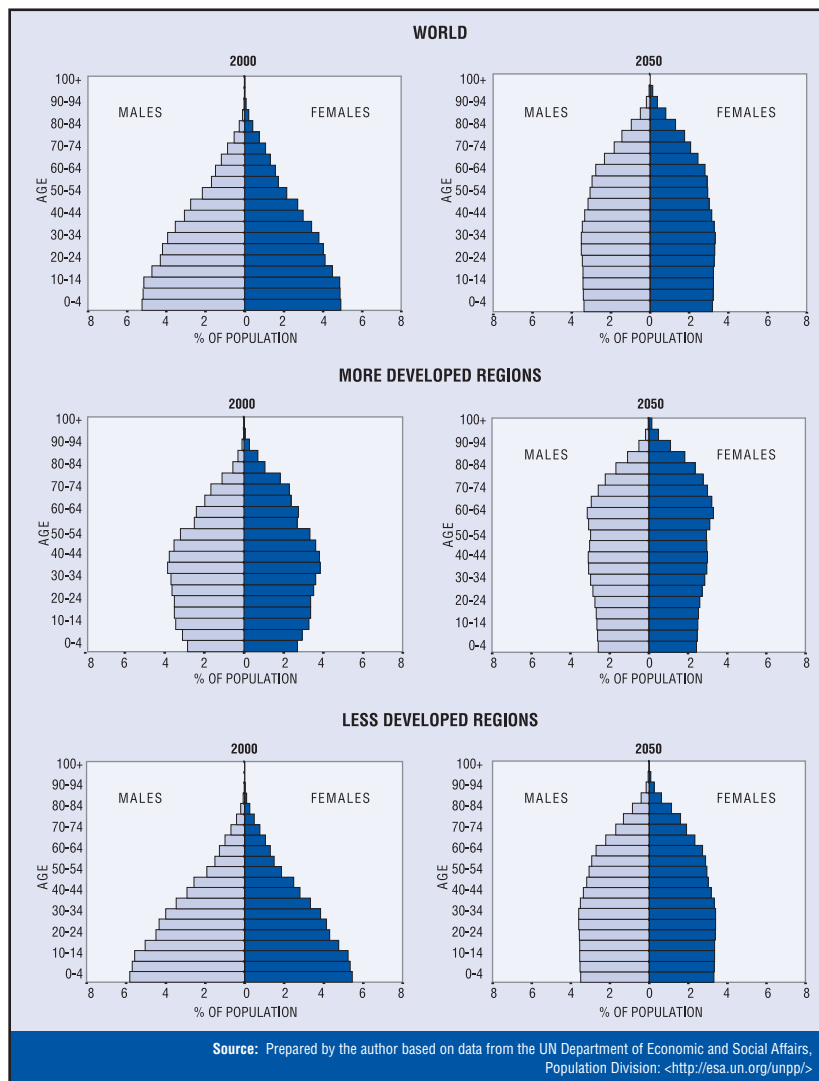 WORLD
2000
100+
90-94
80-84
70-74
60-64
50-54
40-44
30-34
20-24
10-14
0-4
AGE
MALES
FEMALES
8 6 4 2 0 2 4 6 8
% OF POPULATION
2050
100+
90-94
80-84
70-74
60-64
50-54
40-44
30-34
20-24
10-14
0-4
AGE
MALES
FEMALES
8 6 4 2 0 2 4 6 8
% OF POPULATION
MORE DEVELOPED REGIONS
2000
100+
90-94
80-84
70-74
60-64
50-54
40-44
30-34
20-24
10-14
0-4
AGE
8 6 4 2 0 2 4 6 8
% OF POPULATION
2050
100+
90-94
80-84
70-74
60-64
50-54
40-44
30-34
20-24
10-14
0-4
AGE
MALES
FEMALES
8 6 4 2 0 2 4 6 8
% OF POPULATION
LESS DEVELOPED REGIONS
2000
100+
90-94
80-84
70-74
60-64
50-54
40-44
30-34
20-24
10-14
0-4
AGE
MALES
FEMALES
8 6 4 2 0 2 4 6 8
% OF POPULATION
2050
100+
90-94
80-84
70-74
60-64
50-54
40-44
30-34
20-24
10-14
0-4
AGE
MALES
FEMALES
8 6 4 2 0 2 4 6 8
% OF POPULATION
Source: Prepared by the author based on data from the UN Department of Economic and Social Affairs,
Population Division: <http://esa.un.org/unpp/>